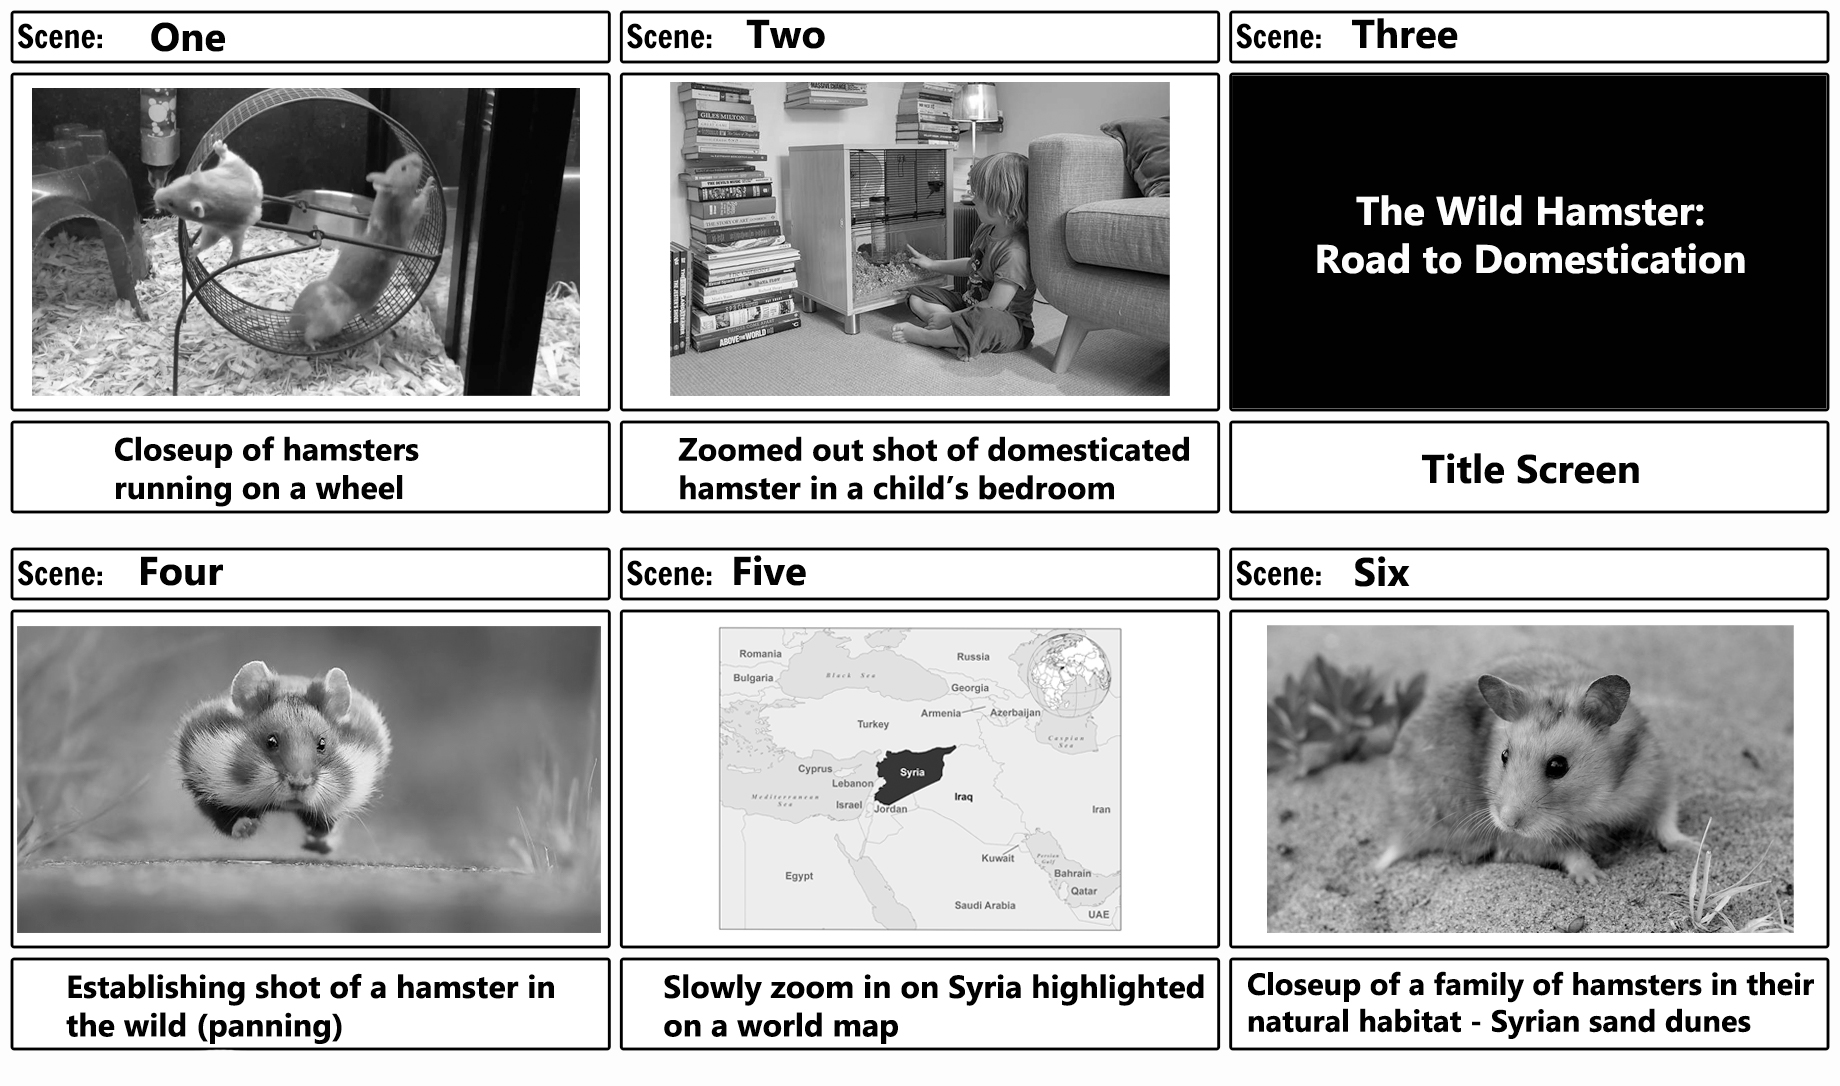 Scene: One
Scene: Two
Scene: Three
GILES MILTON
THE STORY OF ART
SPACE
ABOVE THE WORLD
The Wild Hamster:
Road to Domestication
Closeup of hamsters
running on a wheel
Zoomed out shot of domesticated
hamster in a child’s bedroom
Title Screen
Scene: Four
Scene: Five
Scene: Six
Romania
Russia
Black Sea
Bulgaria
Georgia
Armenia
Azerbaijan
Turkey
Caspian
Sea
Cyprus
Syria
Lebanon
Mediterranean
Sea
Israel
Iraq
Jordan
Iran
Kuwait
Persian
Gulf
Egypt
Bahrain
Qatar
Saudi Arabia
UAE
Establishing shot of a hamster in
the wild (panning)
Slowly zoom in on Syria highlighted
on a world map
Closeup of a family of hamsters in their
natural habitat - Syrian sand dunes